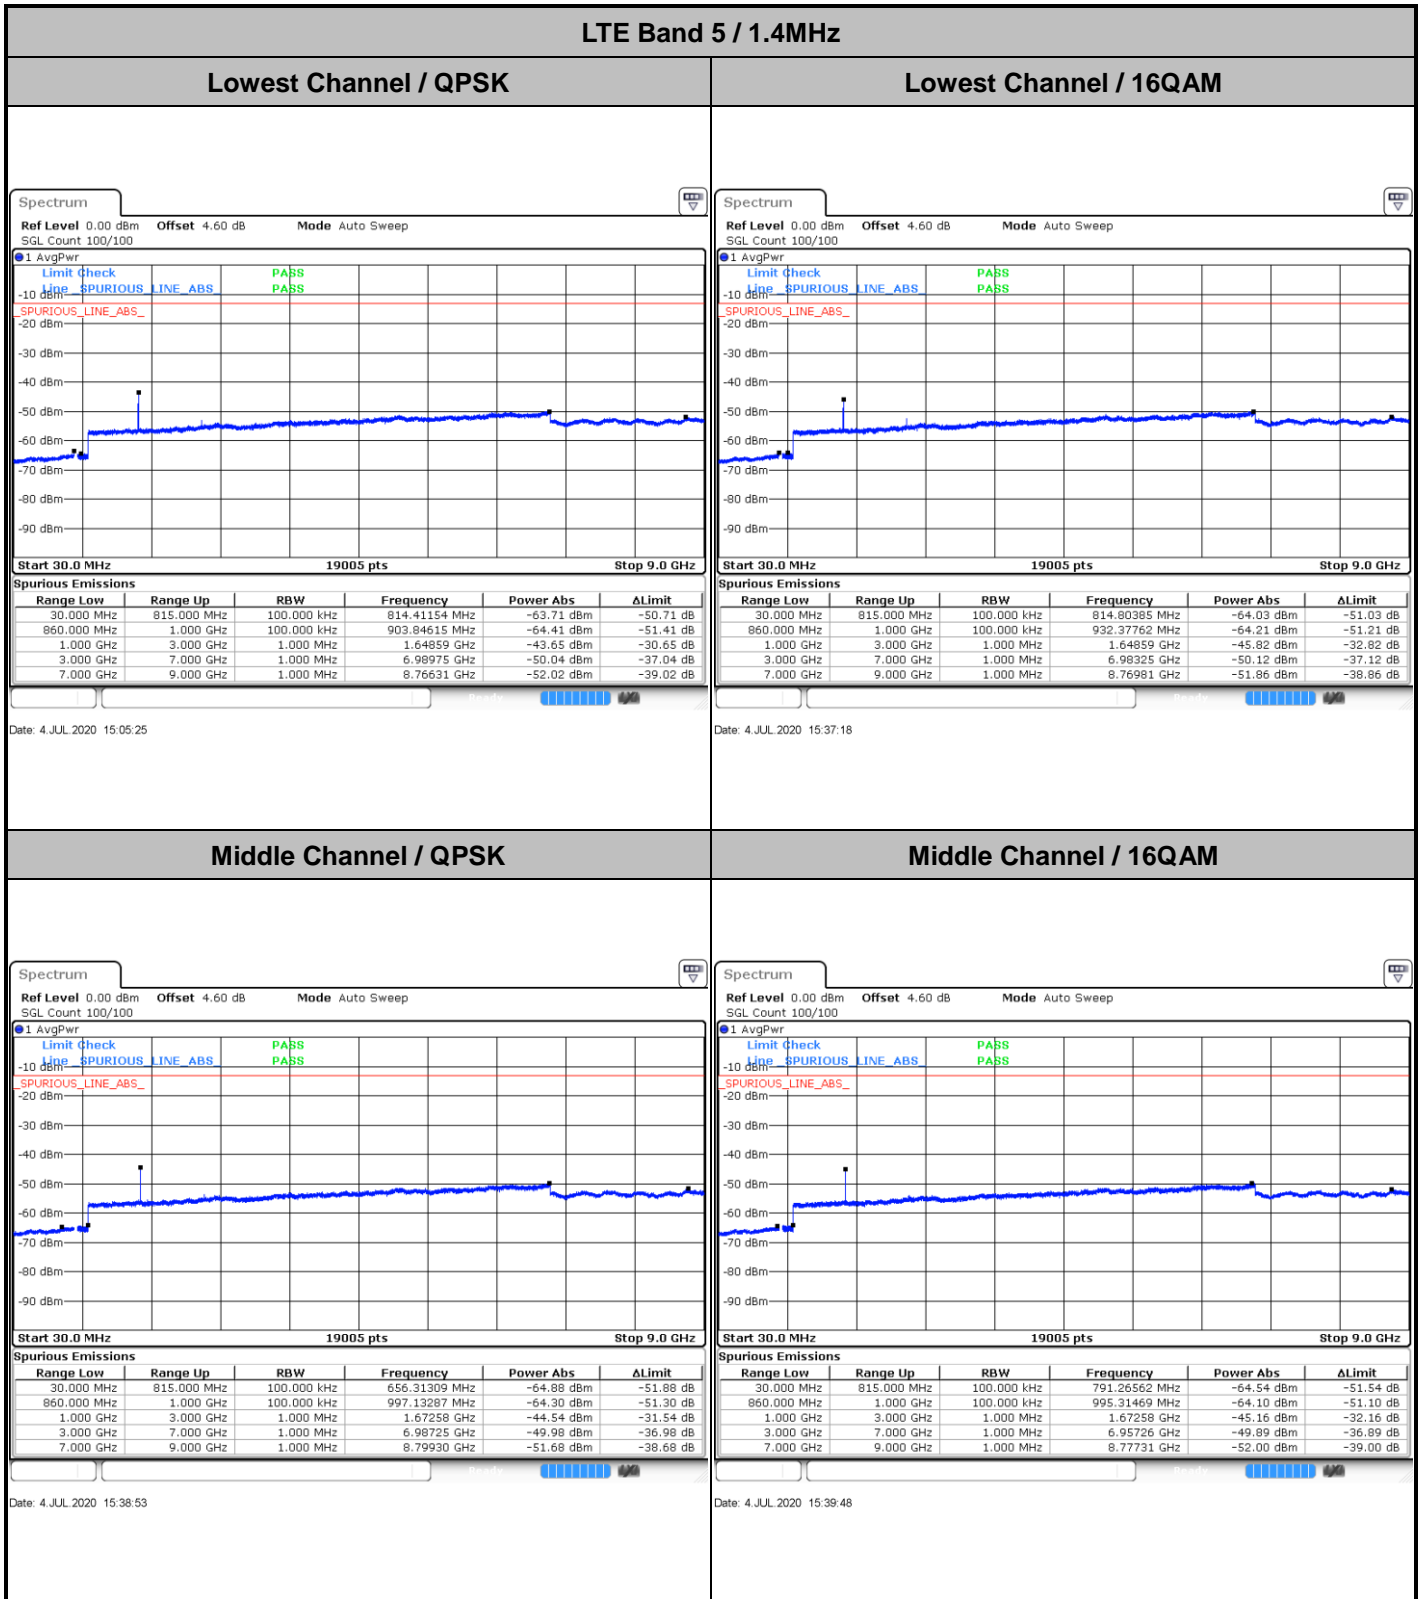 LTE Band 5 / 1.4MHz
Lowest Channel / QPSK
Lowest Channel / 16QAM
Spectrum
Ref Level 0.00 dBm Offset 4.60 dB Mode Auto Sweep
SGL Count 100/100
1 AvgPwr
Limit Check PASS
Line _SPURIOUS_LINE_ABS_ PASS
-10 dBm
_SPURIOUS_LINE_ABS_
-20 dBm
-30 dBm
-40 dBm
-50 dBm
-60 dBm
-70 dBm
-80 dBm
-90 dBm
Start 30.0 MHz 19005 pts Stop 9.0 GHz
Spurious Emissions
Range Low Range Up RBW Frequency Power Abs ΔLimit
30.000 MHz 815.000 MHz 100.000 kHz 814.41154 MHz -63.71 dBm -50.71 dB
860.000 MHz 1.000 GHz 100.000 kHz 903.84615 MHz -64.41 dBm -51.41 dB
1.000 GHz 3.000 GHz 1.000 MHz 1.64859 GHz -43.65 dBm -30.65 dB
3.000 GHz 7.000 GHz 1.000 MHz 6.98975 GHz -50.04 dBm -37.04 dB
7.000 GHz 9.000 GHz 1.000 MHz 8.76631 GHz -52.02 dBm -39.02 dB
Ready
Date: 4.JUL.2020 15:05:25
Spectrum
Ref Level 0.00 dBm Offset 4.60 dB Mode Auto Sweep
SGL Count 100/100
1 AvgPwr
Limit Check PASS
Line _SPURIOUS_LINE_ABS_ PASS
-10 dBm
_SPURIOUS_LINE_ABS_
-20 dBm
-30 dBm
-40 dBm
-50 dBm
-60 dBm
-70 dBm
-80 dBm
-90 dBm
Start 30.0 MHz 19005 pts Stop 9.0 GHz
Spurious Emissions
Range Low Range Up RBW Frequency Power Abs ΔLimit
30.000 MHz 815.000 MHz 100.000 kHz 814.80385 MHz -64.03 dBm -51.03 dB
860.000 MHz 1.000 GHz 100.000 kHz 932.37762 MHz -64.21 dBm -51.21 dB
1.000 GHz 3.000 GHz 1.000 MHz 1.64859 GHz -45.82 dBm -32.82 dB
3.000 GHz 7.000 GHz 1.000 MHz 6.98325 GHz -50.12 dBm -37.12 dB
7.000 GHz 9.000 GHz 1.000 MHz 8.76981 GHz -51.86 dBm -38.86 dB
Ready
Date: 4.JUL.2020 15:37:18
Middle Channel / QPSK
Middle Channel / 16QAM
Spectrum
Ref Level 0.00 dBm Offset 4.60 dB Mode Auto Sweep
SGL Count 100/100
1 AvgPwr
Limit Check PASS
Line _SPURIOUS_LINE_ABS_ PASS
-10 dBm
_SPURIOUS_LINE_ABS_
-20 dBm
-30 dBm
-40 dBm
-50 dBm
-60 dBm
-70 dBm
-80 dBm
-90 dBm
Start 30.0 MHz 19005 pts Stop 9.0 GHz
Spurious Emissions
Range Low Range Up RBW Frequency Power Abs ΔLimit
30.000 MHz 815.000 MHz 100.000 kHz 656.31309 MHz -64.88 dBm -51.88 dB
860.000 MHz 1.000 GHz 100.000 kHz 997.13287 MHz -64.30 dBm -51.30 dB
1.000 GHz 3.000 GHz 1.000 MHz 1.67258 GHz -44.54 dBm -31.54 dB
3.000 GHz 7.000 GHz 1.000 MHz 6.98725 GHz -49.98 dBm -36.98 dB
7.000 GHz 9.000 GHz 1.000 MHz 8.79930 GHz -51.68 dBm -38.68 dB
Ready
Date: 4.JUL.2020 15:38:53
Spectrum
Ref Level 0.00 dBm Offset 4.60 dB Mode Auto Sweep
SGL Count 100/100
1 AvgPwr
Limit Check PASS
Line _SPURIOUS_LINE_ABS_ PASS
-10 dBm
_SPURIOUS_LINE_ABS_
-20 dBm
-30 dBm
-40 dBm
-50 dBm
-60 dBm
-70 dBm
-80 dBm
-90 dBm
Start 30.0 MHz 19005 pts Stop 9.0 GHz
Spurious Emissions
Range Low Range Up RBW Frequency Power Abs ΔLimit
30.000 MHz 815.000 MHz 100.000 kHz 791.26562 MHz -64.54 dBm -51.54 dB
860.000 MHz 1.000 GHz 100.000 kHz 995.31469 MHz -64.10 dBm -51.10 dB
1.000 GHz 3.000 GHz 1.000 MHz 1.67258 GHz -45.16 dBm -32.16 dB
3.000 GHz 7.000 GHz 1.000 MHz 6.95726 GHz -49.89 dBm -36.89 dB
7.000 GHz 9.000 GHz 1.000 MHz 8.77731 GHz -52.00 dBm -39.00 dB
Ready
Date: 4.JUL.2020 15:39:48